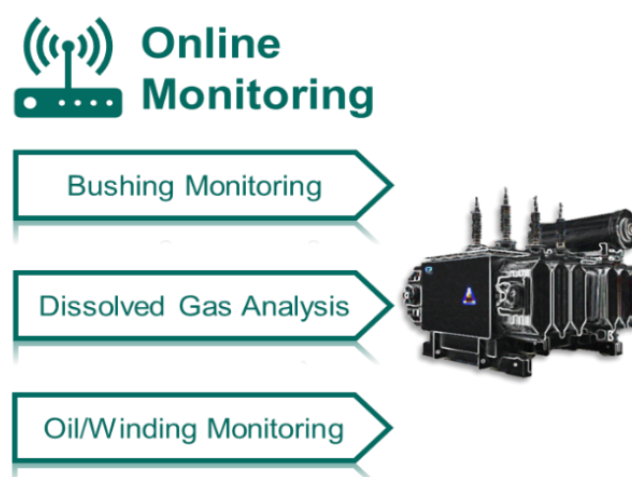 Online
Monitoring
Bushing Monitoring
Dissolved Gas Analysis
Oil/Winding Monitoring